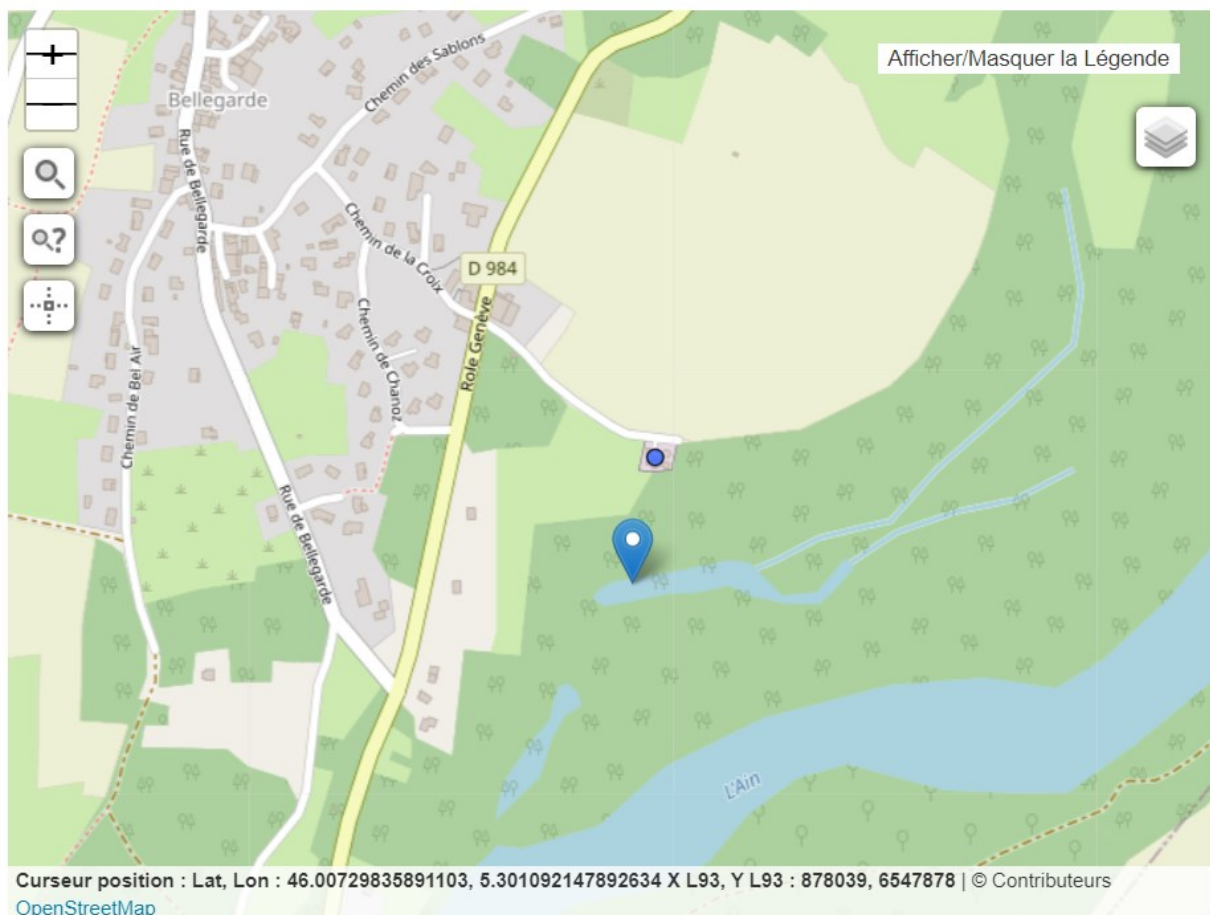 +
Afficher/Masquer la Légende
−
Bellegarde
Chemin des Sablons
Rue de Bellegarde
?
Chemin de la Croix
D 984
Chemin de Chanoz
Role Genève
Chemin de Bel Air
Rue de Bellegarde
L'Ain
Curseur position : Lat, Lon : 46.00729835891103, 5.301092147892634 X L93, Y L93 : 878039, 6547878 | © Contributeurs
OpenStreetMap